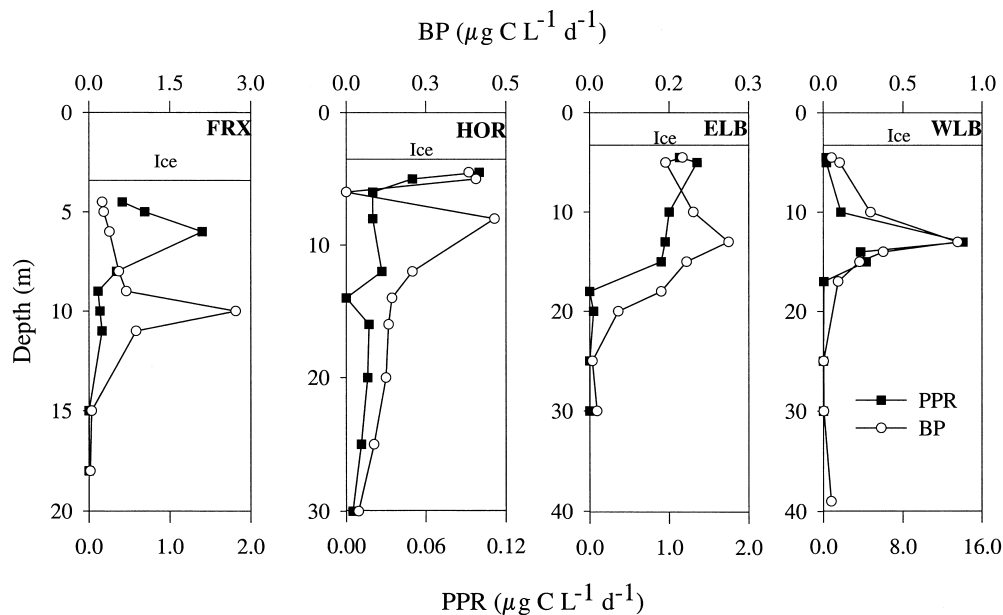 BP (μg C L-1 d-1)
0.0 1.5 3.0 0.0 0.3 0.5 0.0 0.2 0.3 0.0 0.5 1.0
0 FRX 0 HOR 0 ELB 0 WLB
Ice Ice Ice Ice
5 10 10 10
10 20 20
15 20 30 30
20 30 40 40
PPR
BP
Depth (m)
0.0 1.0 2.0 0.00 0.06 0.12 0.0 1.0 2.0 0.0 8.0 16.0
PPR (μg C L-1 d-1)